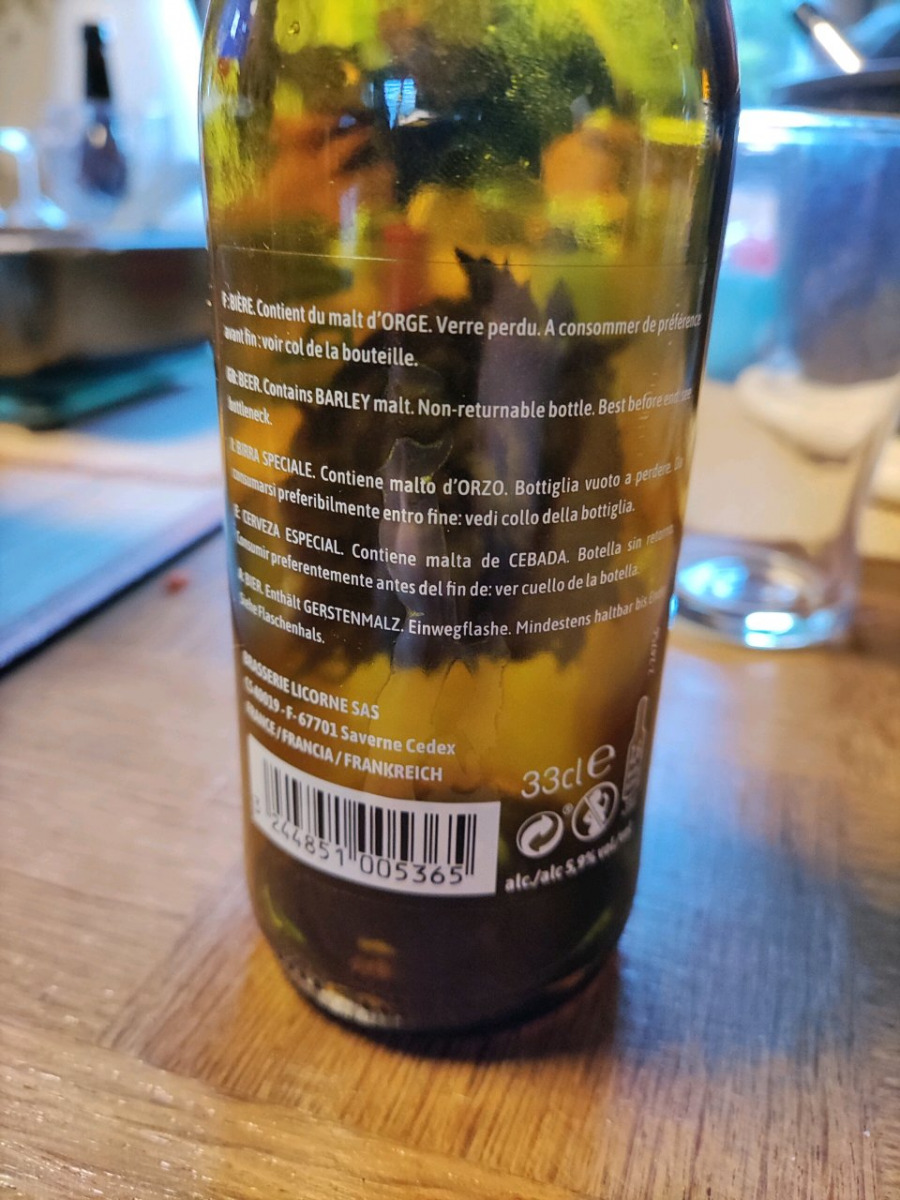 F: BIÈRE. Contient du malt d'ORGE. Verre perdu. A consommer de préférence
avant fin : voir col de la bouteille.
GB: BEER. Contains BARLEY malt. Non-returnable bottle. Best before end: see
bottleneck.
I: BIRRA SPECIALE. Contiene malto d'ORZO. Bottiglia vuoto a perdere. Da
consumarsi preferibilmente entro fine: vedi collo della bottiglia.
E: CERVEZA ESPECIAL. Contiene malta de CEBADA. Botella sin retorno.
Consumir preferentemente antes del fin de: ver cuello de la botella.
BIER. Enthält GERSTENMALZ. Einwegflashe. Mindestens haltbar bis Ende:
Siehe Flaschenhals.
BRASSERIE LICORNE SAS
CS 40019 - F- 67701 Saverne Cedex
FRANCE / FRANCIA / FRANKREICH
33cl e
alc./alc 5,9% vol.
3 244851 005365